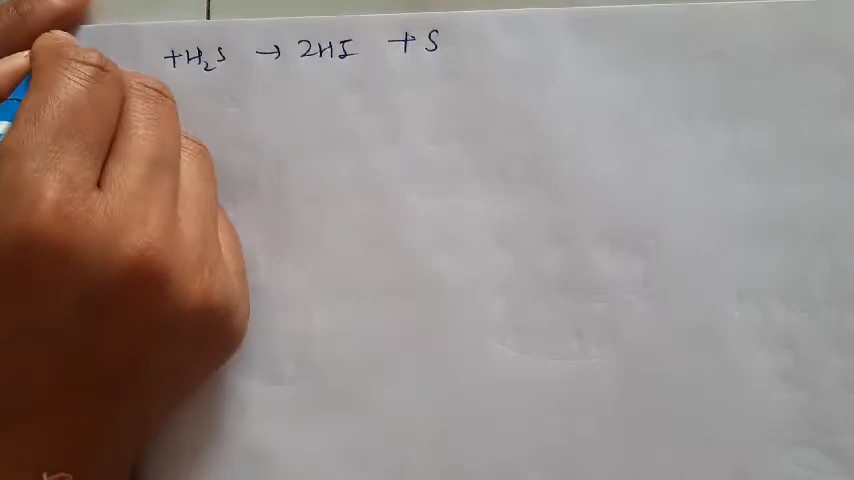 +H₂S → 2HI + S